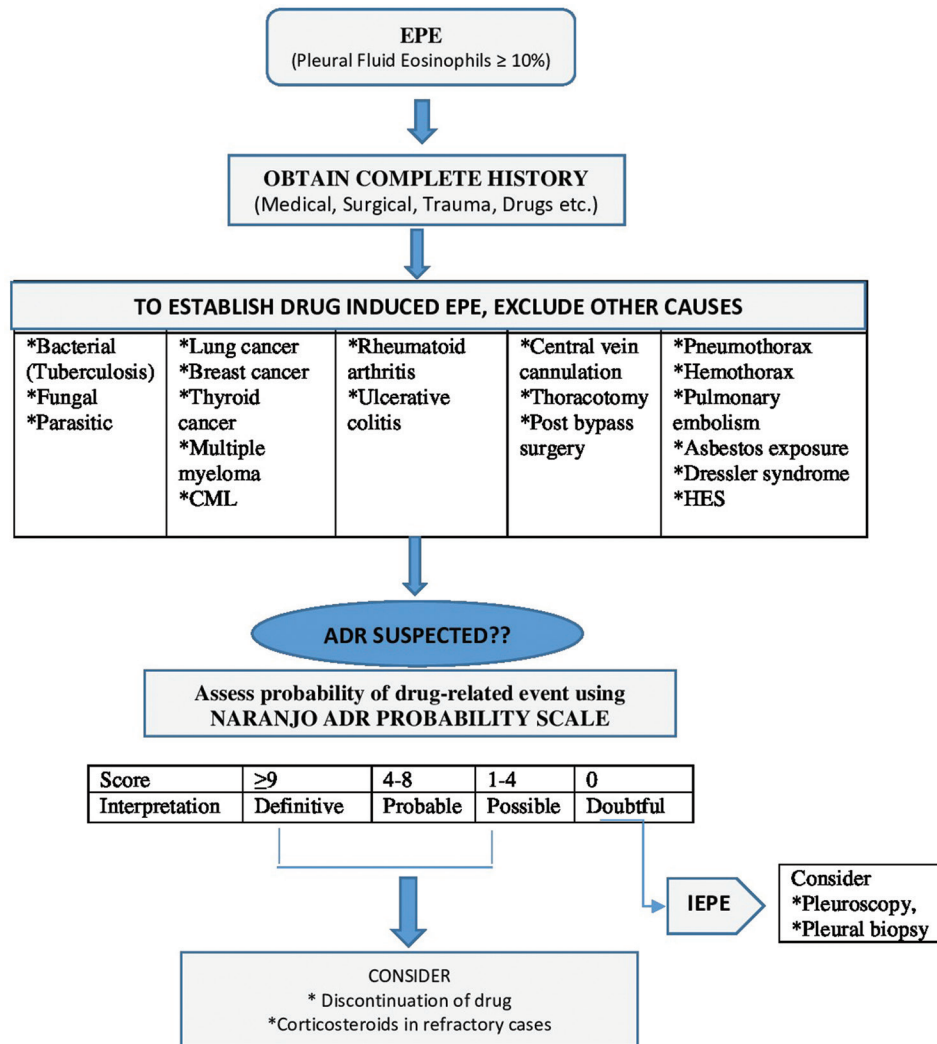 EPE
(Pleural Fluid Eosinophils ≥ 10%)
OBTAIN COMPLETE HISTORY
(Medical, Surgical, Trauma, Drugs etc.)
TO ESTABLISH DRUG INDUCED EPE, EXCLUDE OTHER CAUSES
*Bacterial
(Tuberculosis)
*Fungal
*Parasitic
*Lung cancer
*Breast cancer
*Thyroid
cancer
*Multiple
myeloma
*CML
*Rheumatoid
arthritis
*Ulcerative
colitis
*Central vein
cannulation
*Thoracotomy
*Post bypass
surgery
*Pneumothorax
*Hemothorax
*Pulmonary
embolism
*Asbestos exposure
*Dressler syndrome
*HES
ADR SUSPECTED??
Assess probability of drug-related event using
NARANJO ADR PROBABILITY SCALE
Score ≥9 4-8 1-4 0
Interpretation Definitive Probable Possible Doubtful
IEPE
Consider
*Pleuroscopy,
*Pleural biopsy
CONSIDER
* Discontinuation of drug
*Corticosteroids in refractory cases